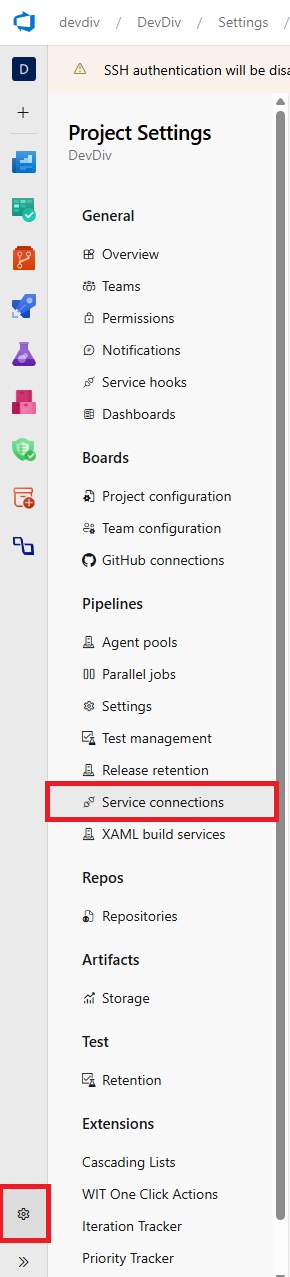 devdiv / DevDiv / Settings /
D
SSH authentication will be disa
Project Settings
DevDiv
General
Overview
Teams
Permissions
Notifications
Service hooks
Dashboards
Boards
Project configuration
Team configuration
GitHub connections
Pipelines
Agent pools
Parallel jobs
Settings
Test management
Release retention
Service connections
XAML build services
Repos
Repositories
Artifacts
Storage
Test
Retention
Extensions
Cascading Lists
WIT One Click Actions
Iteration Tracker
Priority Tracker